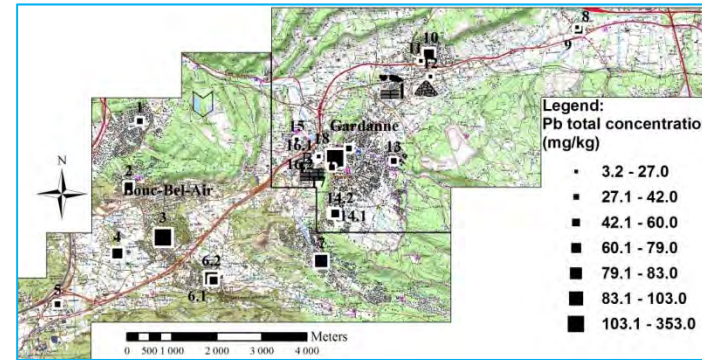 8
9
10
11
12
1
15
18
Gardanne
16.1
13
N
2
Bouc-Bel-Air
14.2
14.1
3
4
7
6.2
6.1
5
Meters
0 500 1 000 2 000 3 000 4 000
Legend:
Pb total concentration
(mg/kg)
3.2 - 27.0
27.1 - 42.0
42.1 - 60.0
60.1 - 79.0
79.1 - 83.0
83.1 - 103.0
103.1 - 353.0